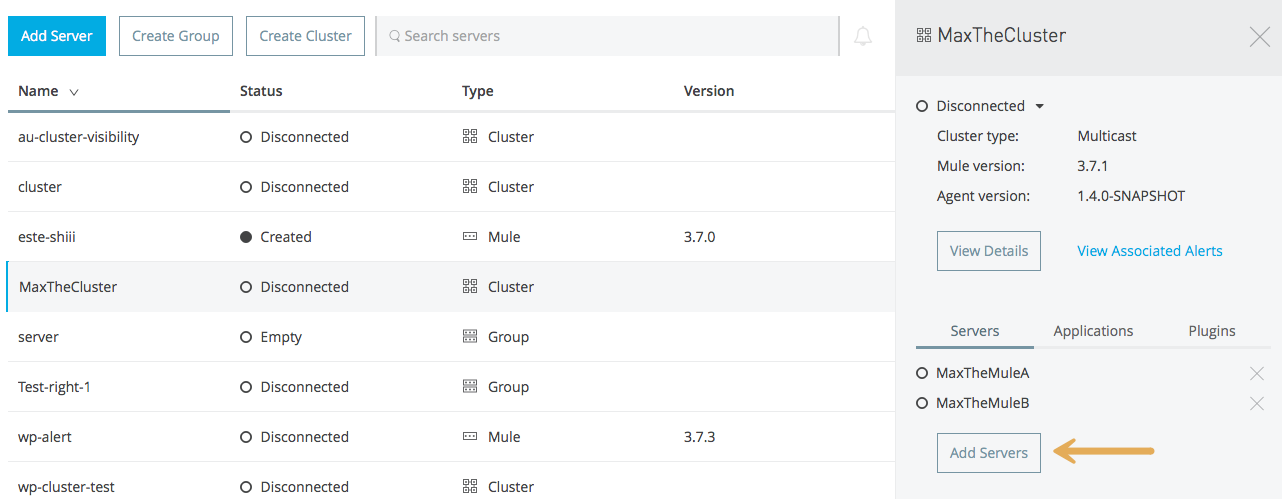 Add Server Create Group Create Cluster Search servers
Name Status Type Version
au-cluster-visibility Disconnected Cluster
cluster Disconnected Cluster
este-shiii Created Mule 3.7.0
MaxTheCluster Disconnected Cluster
server Empty Group
Test-right-1 Disconnected Group
wp-alert Disconnected Mule 3.7.3
wp-cluster-test Disconnected Cluster
MaxTheCluster
Disconnected
Cluster type: Multicast
Mule version: 3.7.1
Agent version: 1.4.0-SNAPSHOT
View Details View Associated Alerts
Servers Applications Plugins
MaxTheMuleA
MaxTheMuleB
Add Servers